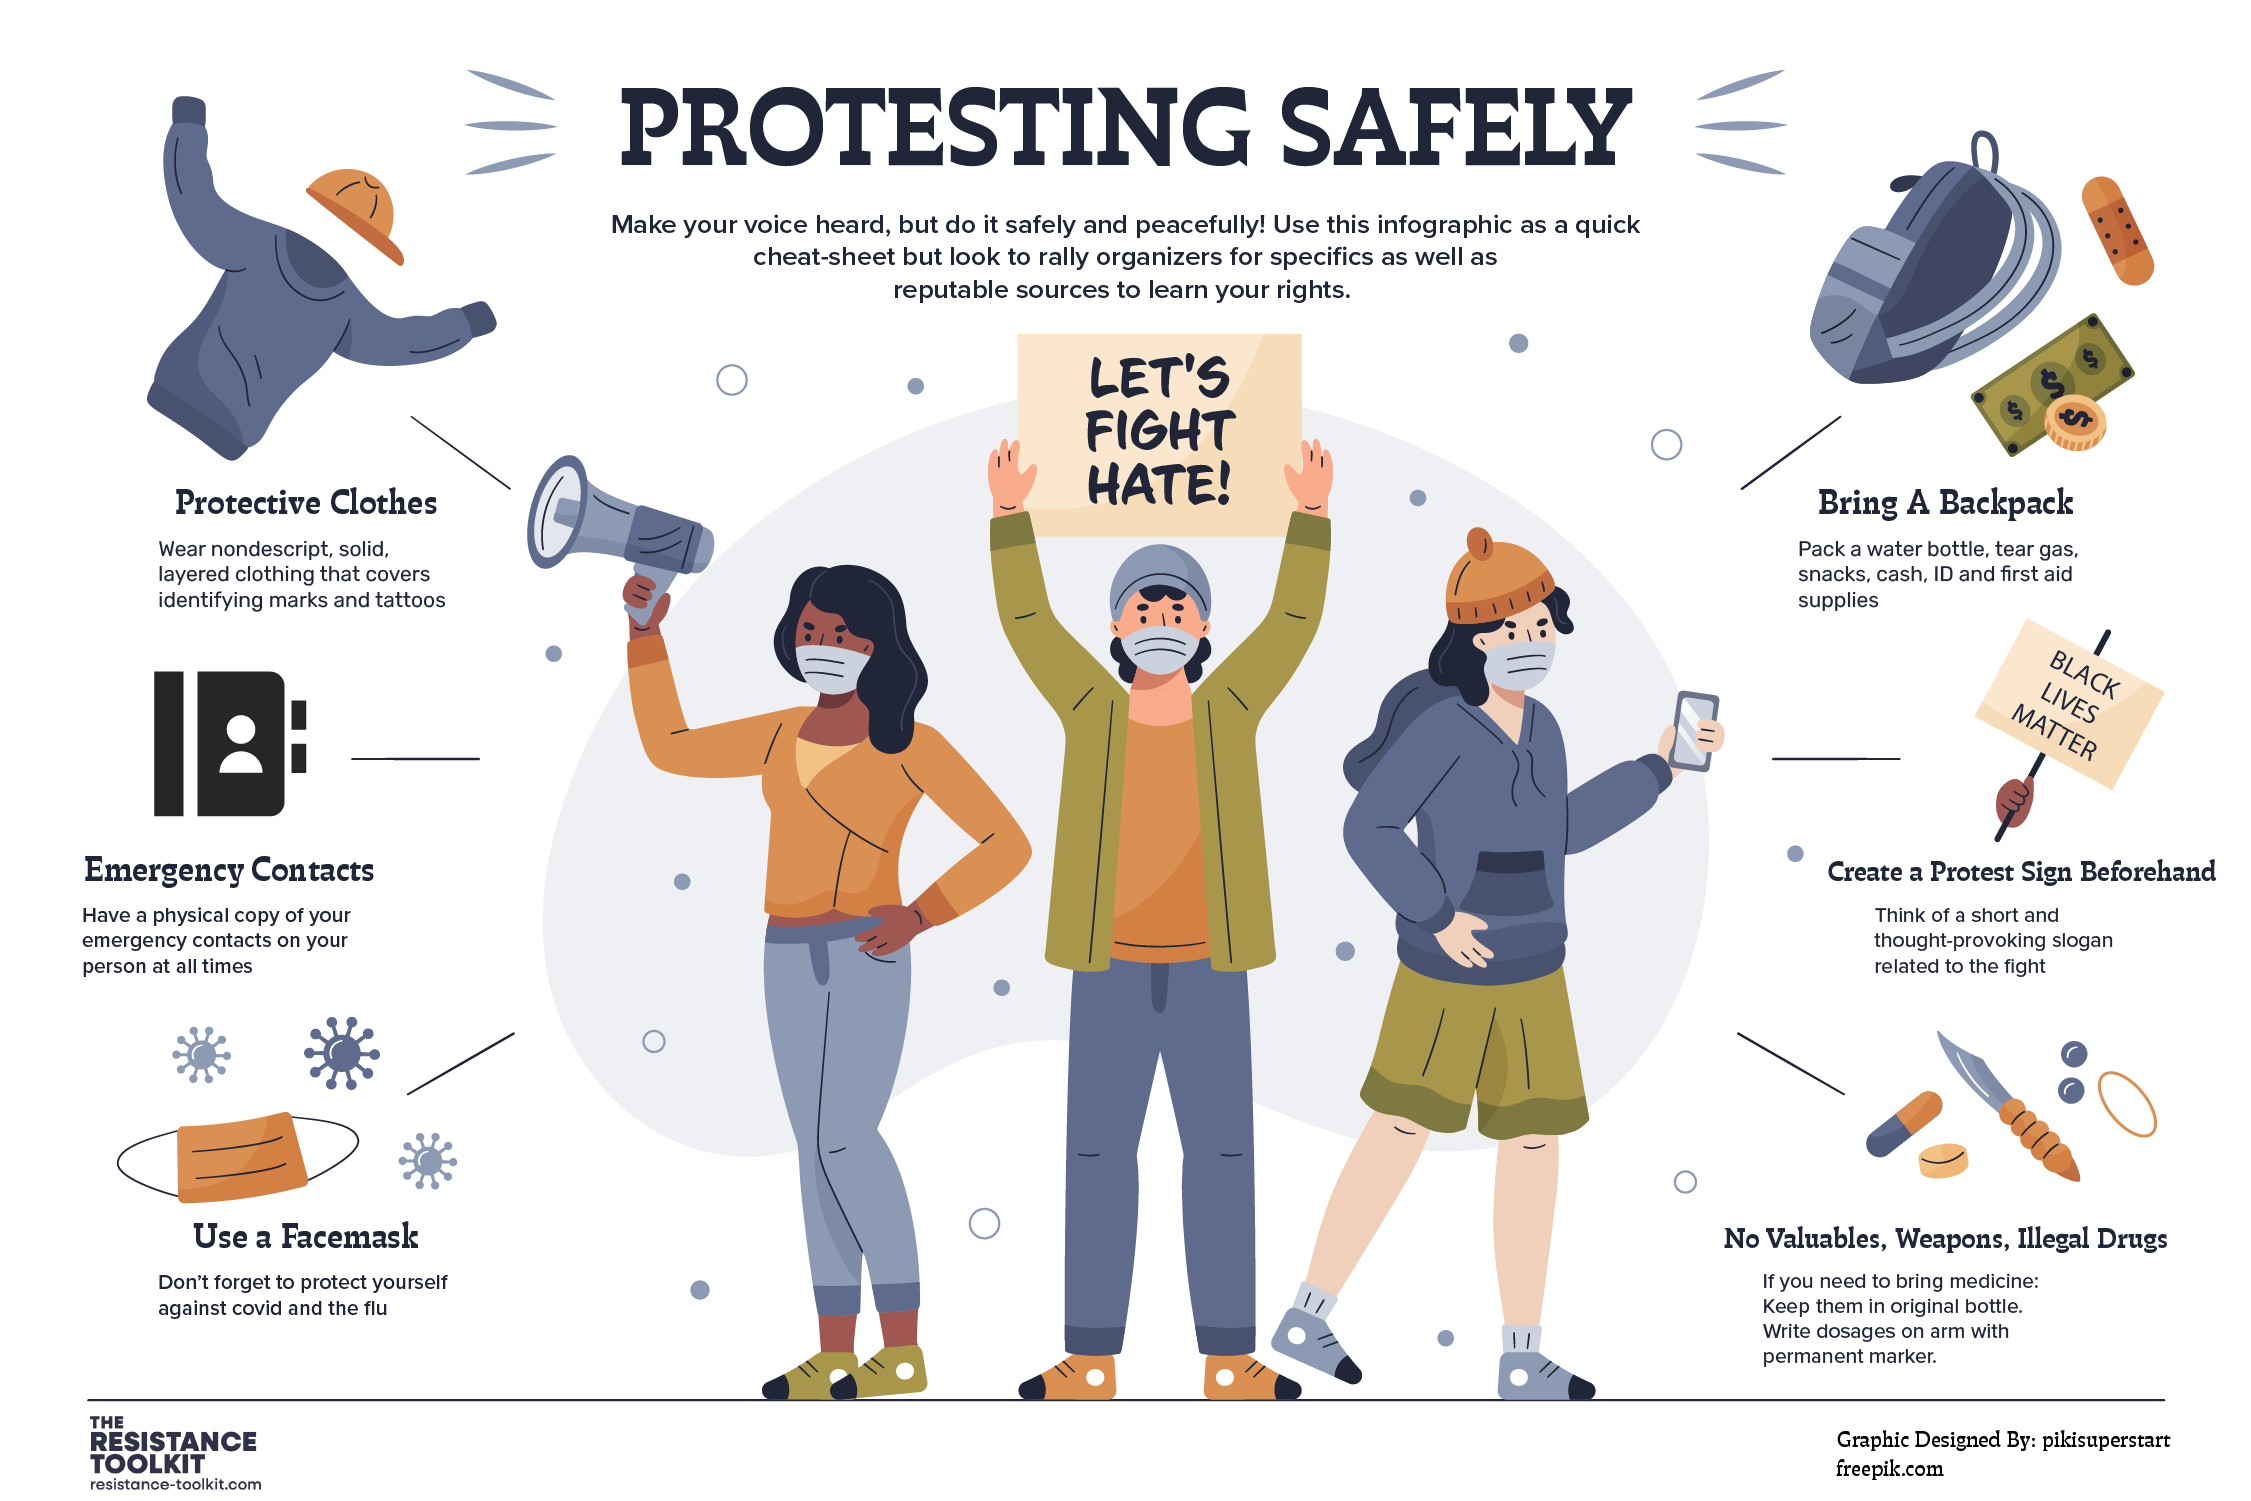 PROTESTING SAFELY
Make your voice heard, but do it safely and peacefully! Use this infographic as a quick
cheat-sheet but look to rally organizers for specifics as well as
reputable sources to learn your rights.
LET'S
FIGHT
HATE!
Protective Clothes
Wear nondescript, solid,
layered clothing that covers
identifying marks and tattoos
Emergency Contacts
Have a physical copy of your
emergency contacts on your
person at all times
Use a Facemask
Don't forget to protect yourself
against covid and the flu
$
$
$
$
Bring A Backpack
Pack a water bottle, tear gas,
snacks, cash, ID and first aid
supplies
BLACK
LIVES
MATTER
Create a Protest Sign Beforehand
Think of a short and
thought-provoking slogan
related to the fight
No Valuables, Weapons, Illegal Drugs
If you need to bring medicine:
Keep them in original bottle.
Write dosages on arm with
permanent marker.
THE
RESISTANCE
TOOLKIT
resistance-toolkit.com
Graphic Designed By: pikisuperstart
freepik.com